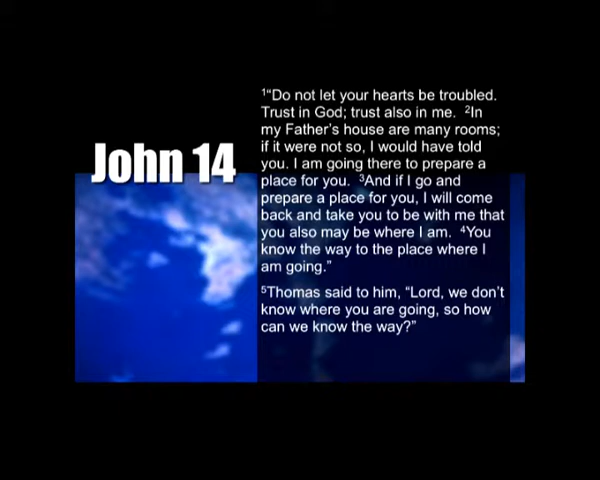 John 14
¹“Do not let your hearts be troubled.
Trust in God; trust also in me. ²In
my Father’s house are many rooms;
if it were not so, I would have told
you. I am going there to prepare a
place for you. ³And if I go and
prepare a place for you, I will come
back and take you to be with me that
you also may be where I am. ⁴You
know the way to the place where I
am going.”
⁵Thomas said to him, “Lord, we don’t
know where you are going, so how
can we know the way?”